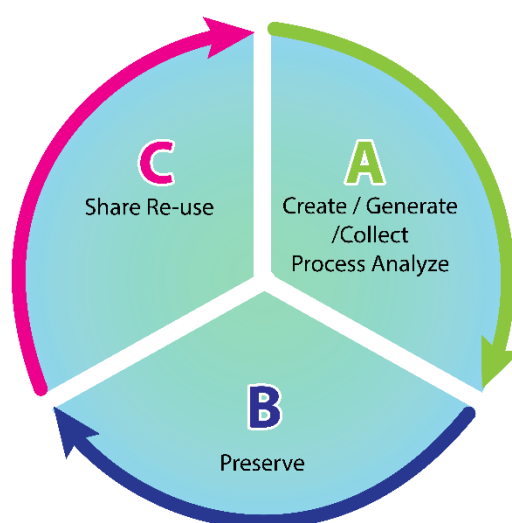 C
Share Re-use
A
Create / Generate
/Collect
Process Analyze
B
Preserve